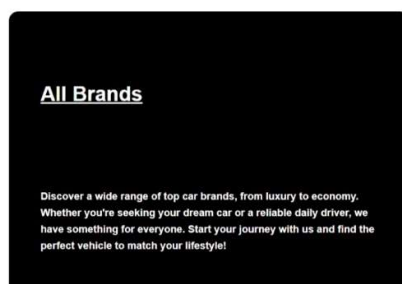 All Brands
Discover a wide range of top car brands, from luxury to economy.
Whether you're seeking your dream car or a reliable daily driver, we
have something for everyone. Start your journey with us and find the
perfect vehicle to match your lifestyle!